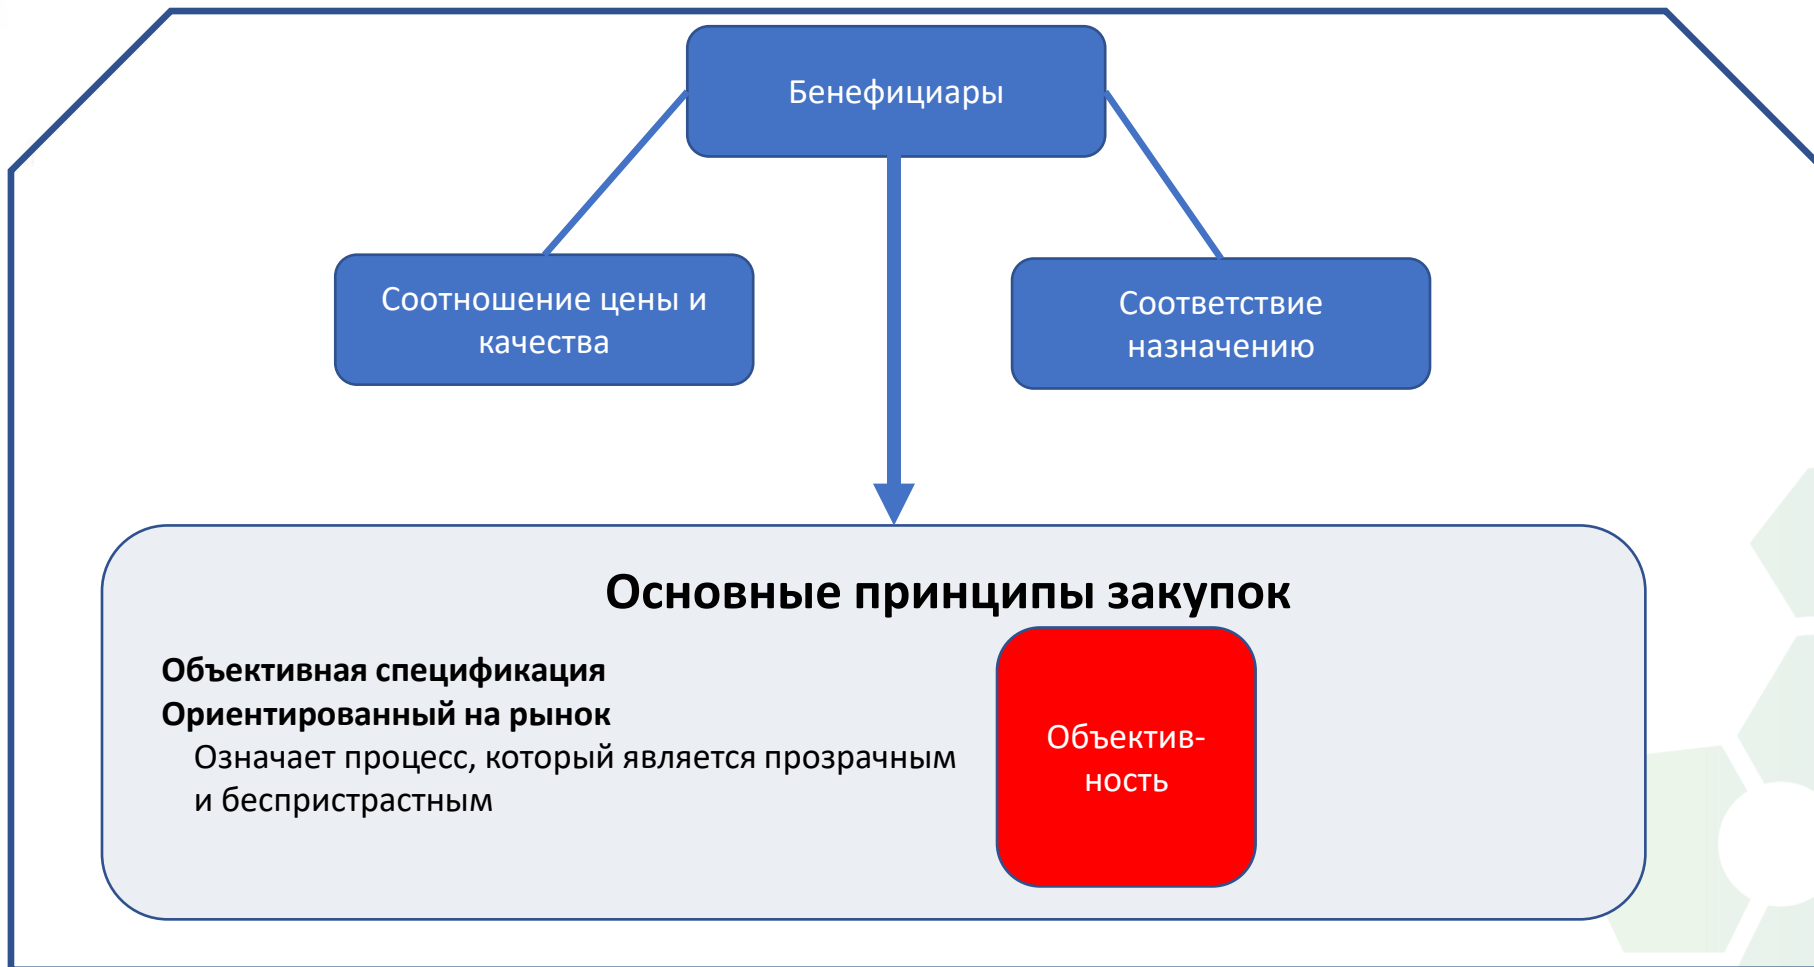 Бенефициары
Соотношение цены и
качества
Соответствие
назначению
Основные принципы закупок
Объективная спецификация
Ориентированный на рынок
Означает процесс, который является прозрачным
и беспристрастным
Объектив-
ность